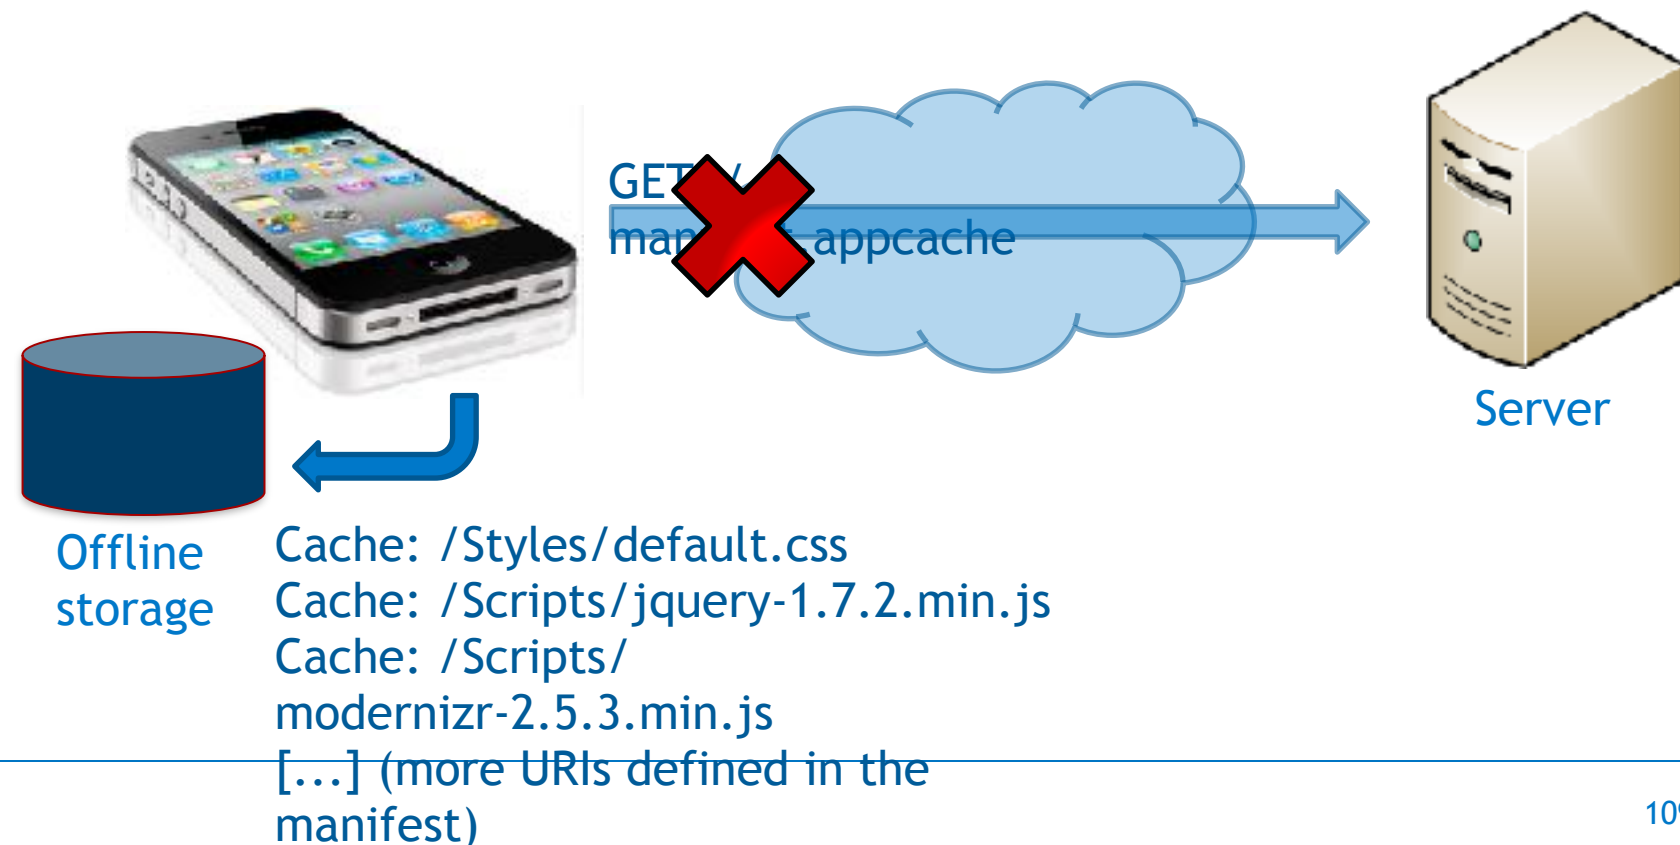 GET /
man t.appcache
Server
Offline
storage
Cache: /Styles/default.css
Cache: /Scripts/jquery-1.7.2.min.js
Cache: /Scripts/
modernizr-2.5.3.min.js
[...] (more URIs defined in the
manifest)